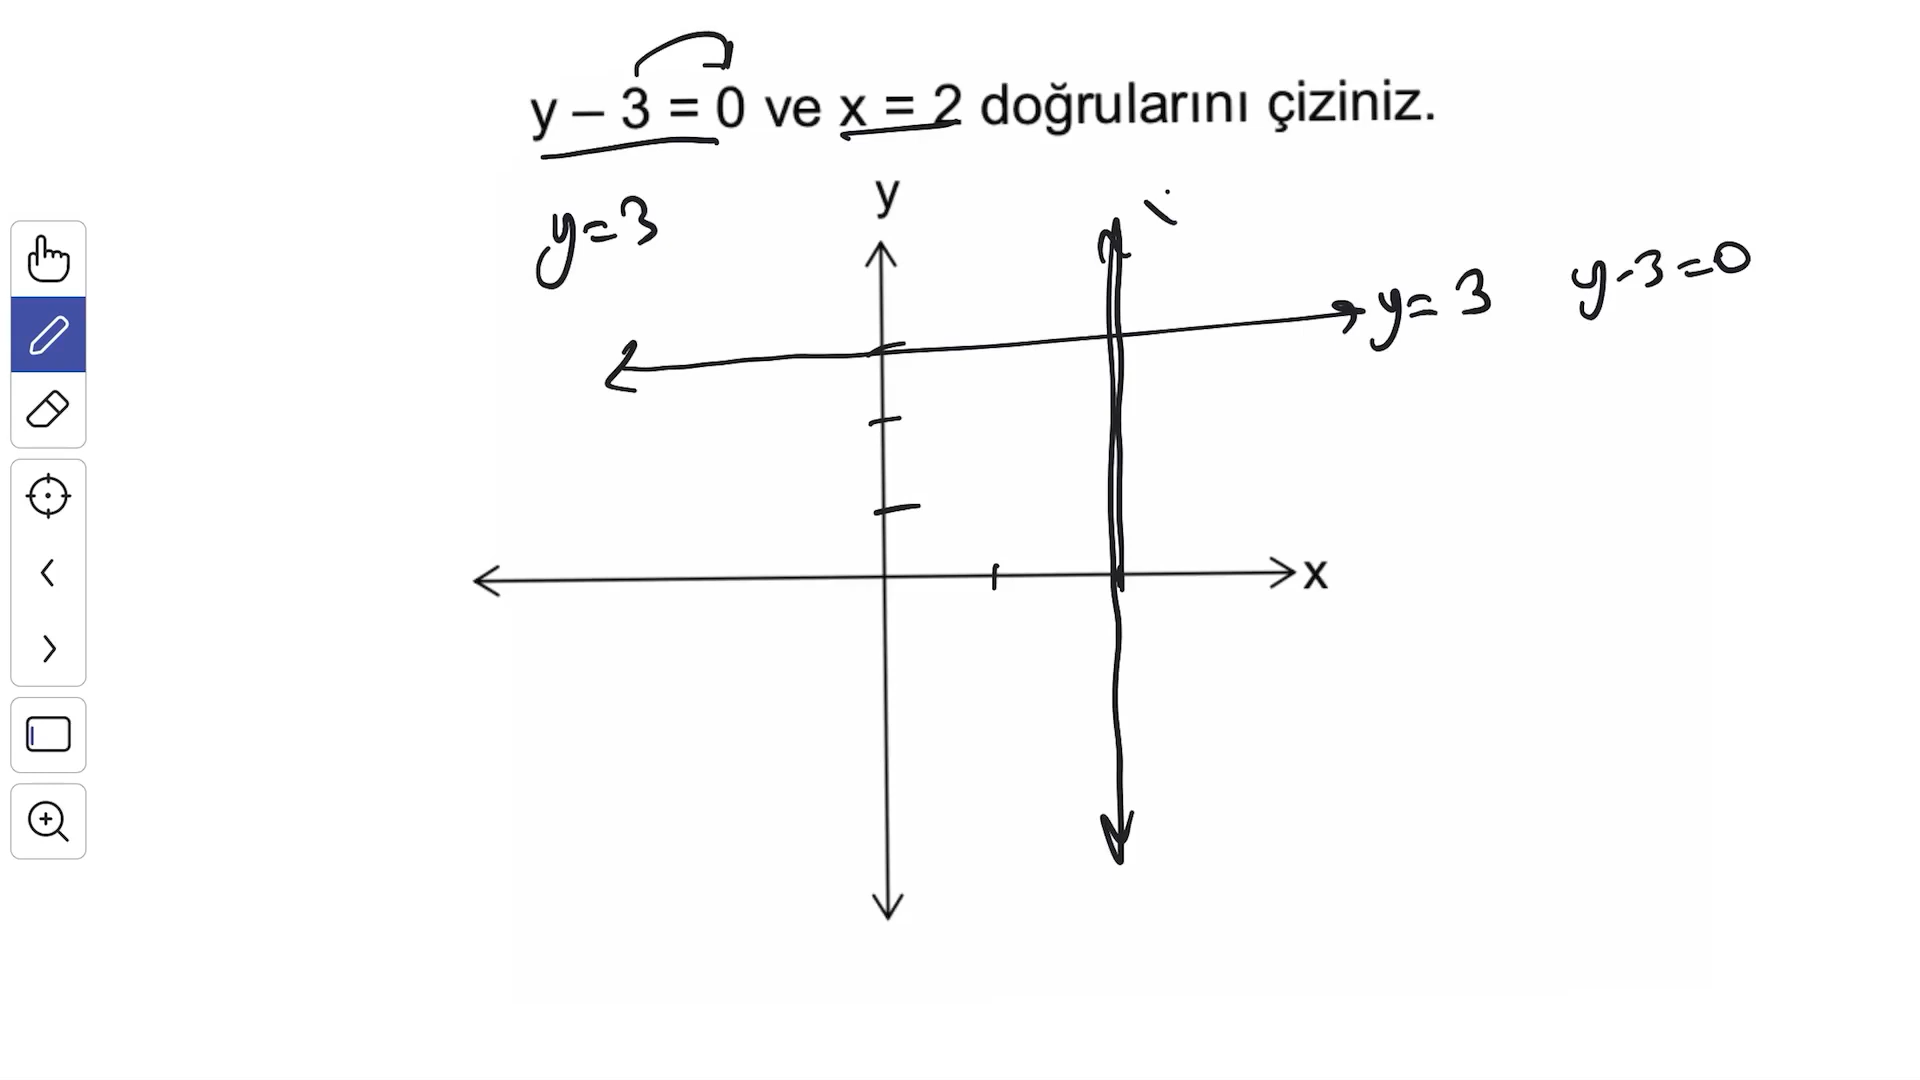 y – 3 = 0 ve x = 2 doğrularını çiziniz.
y
y=3
y= 3
y-3=0
x